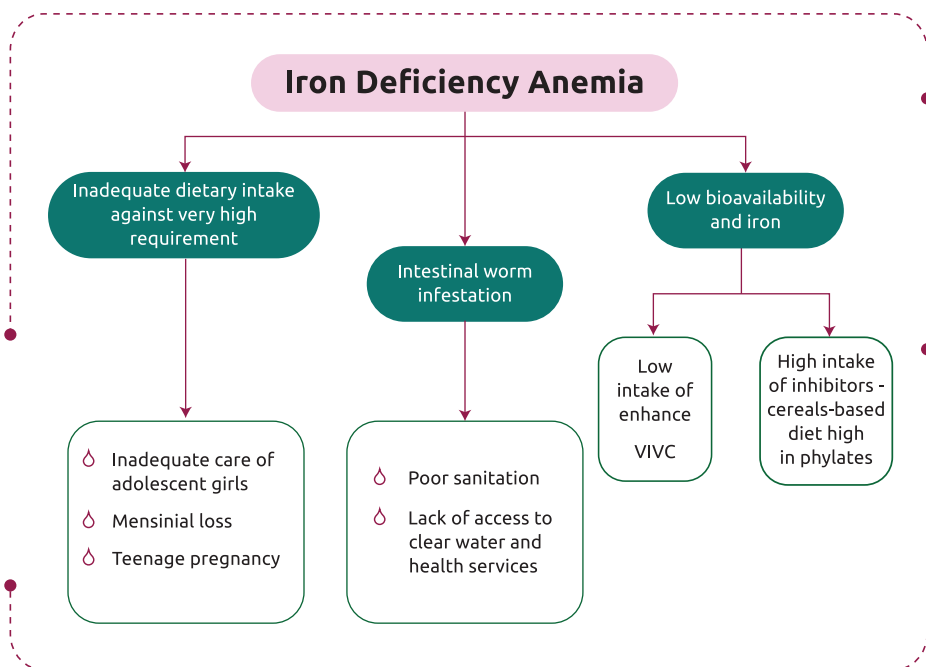 Iron Deficiency Anemia
Inadequate dietary intake
against very high
requirement
Intestinal worm
infestation
Low bioavailability
and iron
Inadequate care of
adolescent girls
Mensinial loss
Teenage pregnancy
Poor sanitation
Lack of access to
clear water and
health services
Low
intake of
enhance
VIVC
High intake
of inhibitors -
cereals-based
diet high
in phylates